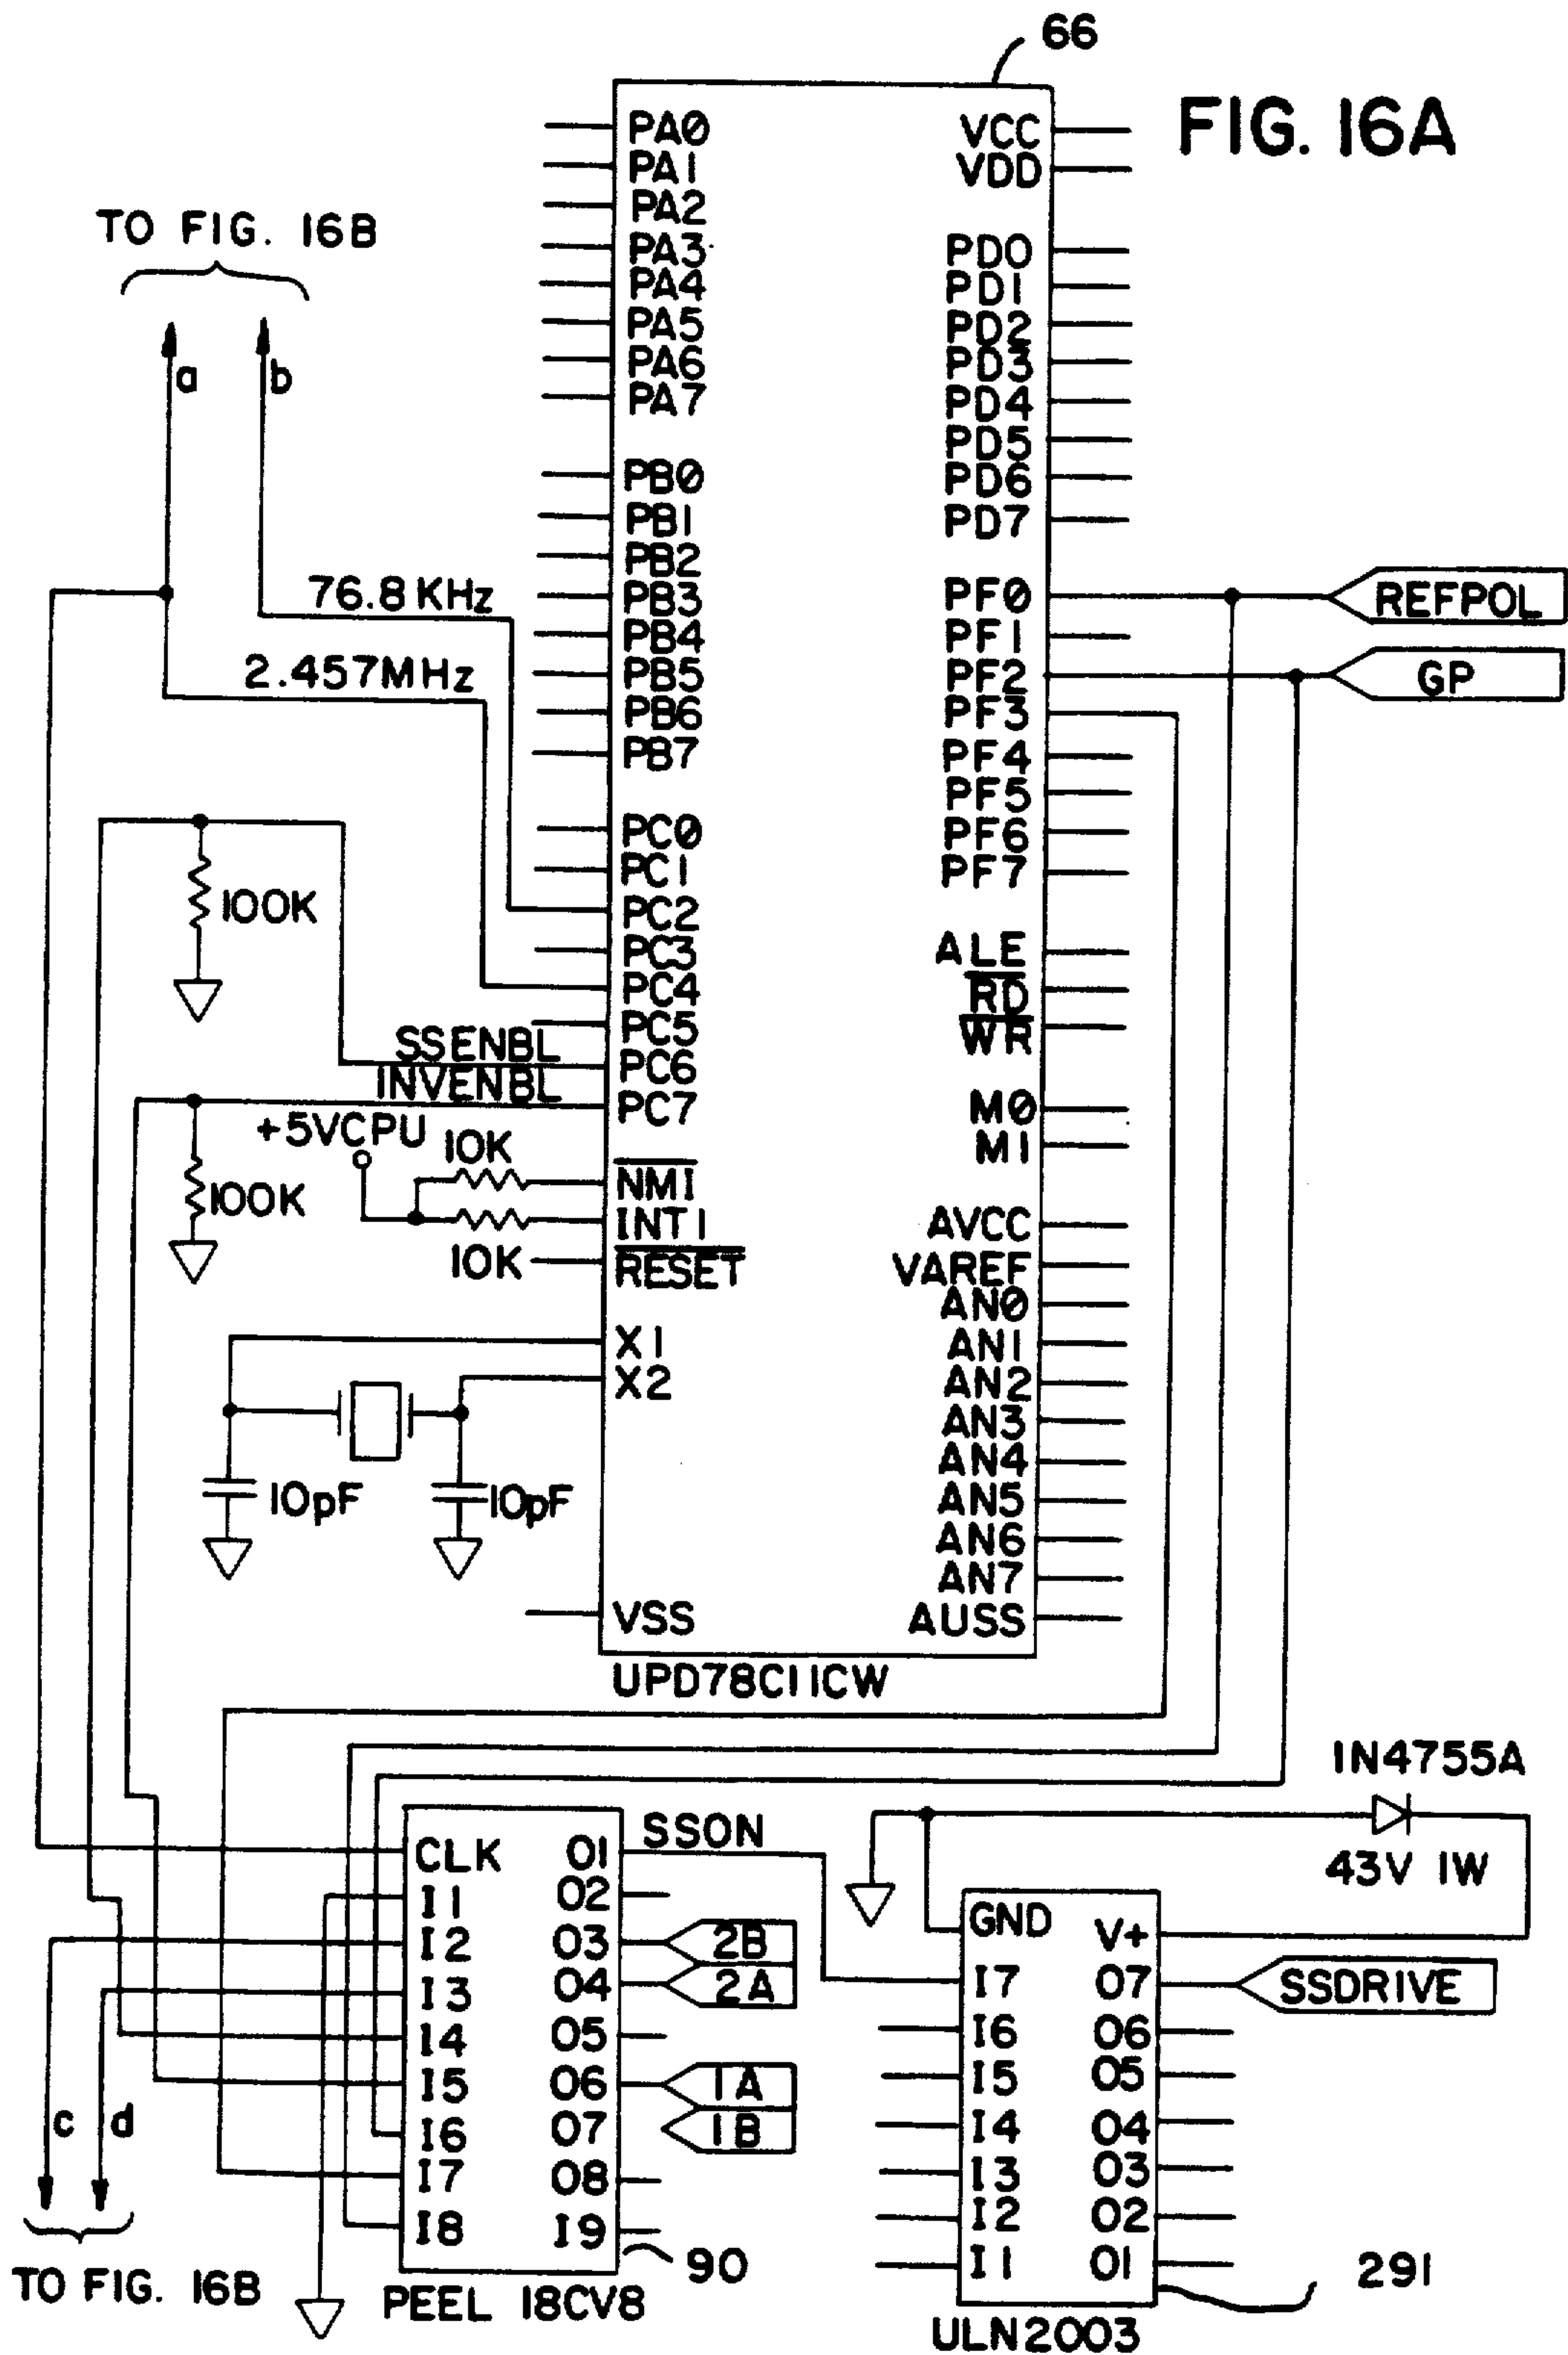 66
FIG. 16A
TO FIG. 16B
a
b
76.8 KHz
2.457MHz
100K
SSENBL
INVENBL
+5VCPU
10K
100K
10K
10pF
10pF
PA0
PA1
PA2
PA3
PA4
PA5
PA6
PA7
PB0
PB1
PB2
PB3
PB4
PB5
PB6
PB7
PC0
PC1
PC2
PC3
PC4
PC5
PC6
PC7
NMI
INT1
RESET
X1
X2
VSS
VCC
VDD
PD0
PD1
PD2
PD3
PD4
PD5
PD6
PD7
PF0
PF1
PF2
PF3
PF4
PF5
PF6
PF7
ALE
RD
WR
M0
M1
AVCC
VAREF
AN0
AN1
AN2
AN3
AN4
AN5
AN6
AN7
AUSS
REFPOL
GP
UPD78C11CW
1N4755A
43V 1W
CLK
I1
I2
I3
I4
I5
I6
I7
I8
O1
O2
O3
O4
O5
O6
O7
O8
I9
SSON
2B
2A
1A
1B
c
d
TO FIG. 16B
PEEL 18CV8
90
GND
I7
I6
I5
I4
I3
I2
I1
V+
O7
O6
O5
O4
O3
O2
O1
SSDRIVE
291
ULN2003